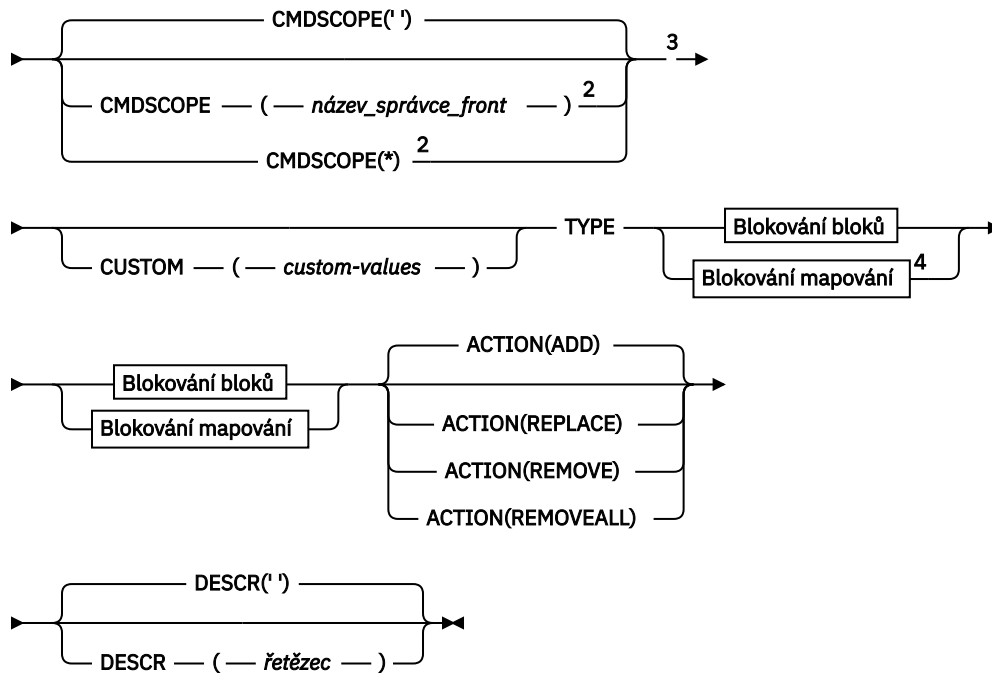 CMDSCOPE(' ')
3
CMDSCOPE ( název_správce_front ) 2
CMDSCOPE(*) 2
TYPE Blokování bloků
CUSTOM ( custom-values ) Blokování mapování 4
ACTION(ADD)
Blokování bloků
Blokování mapování ACTION(REPLACE)
ACTION(REMOVE)
ACTION(REMOVEALL)
DESCR(' ')
DESCR ( řetězec )